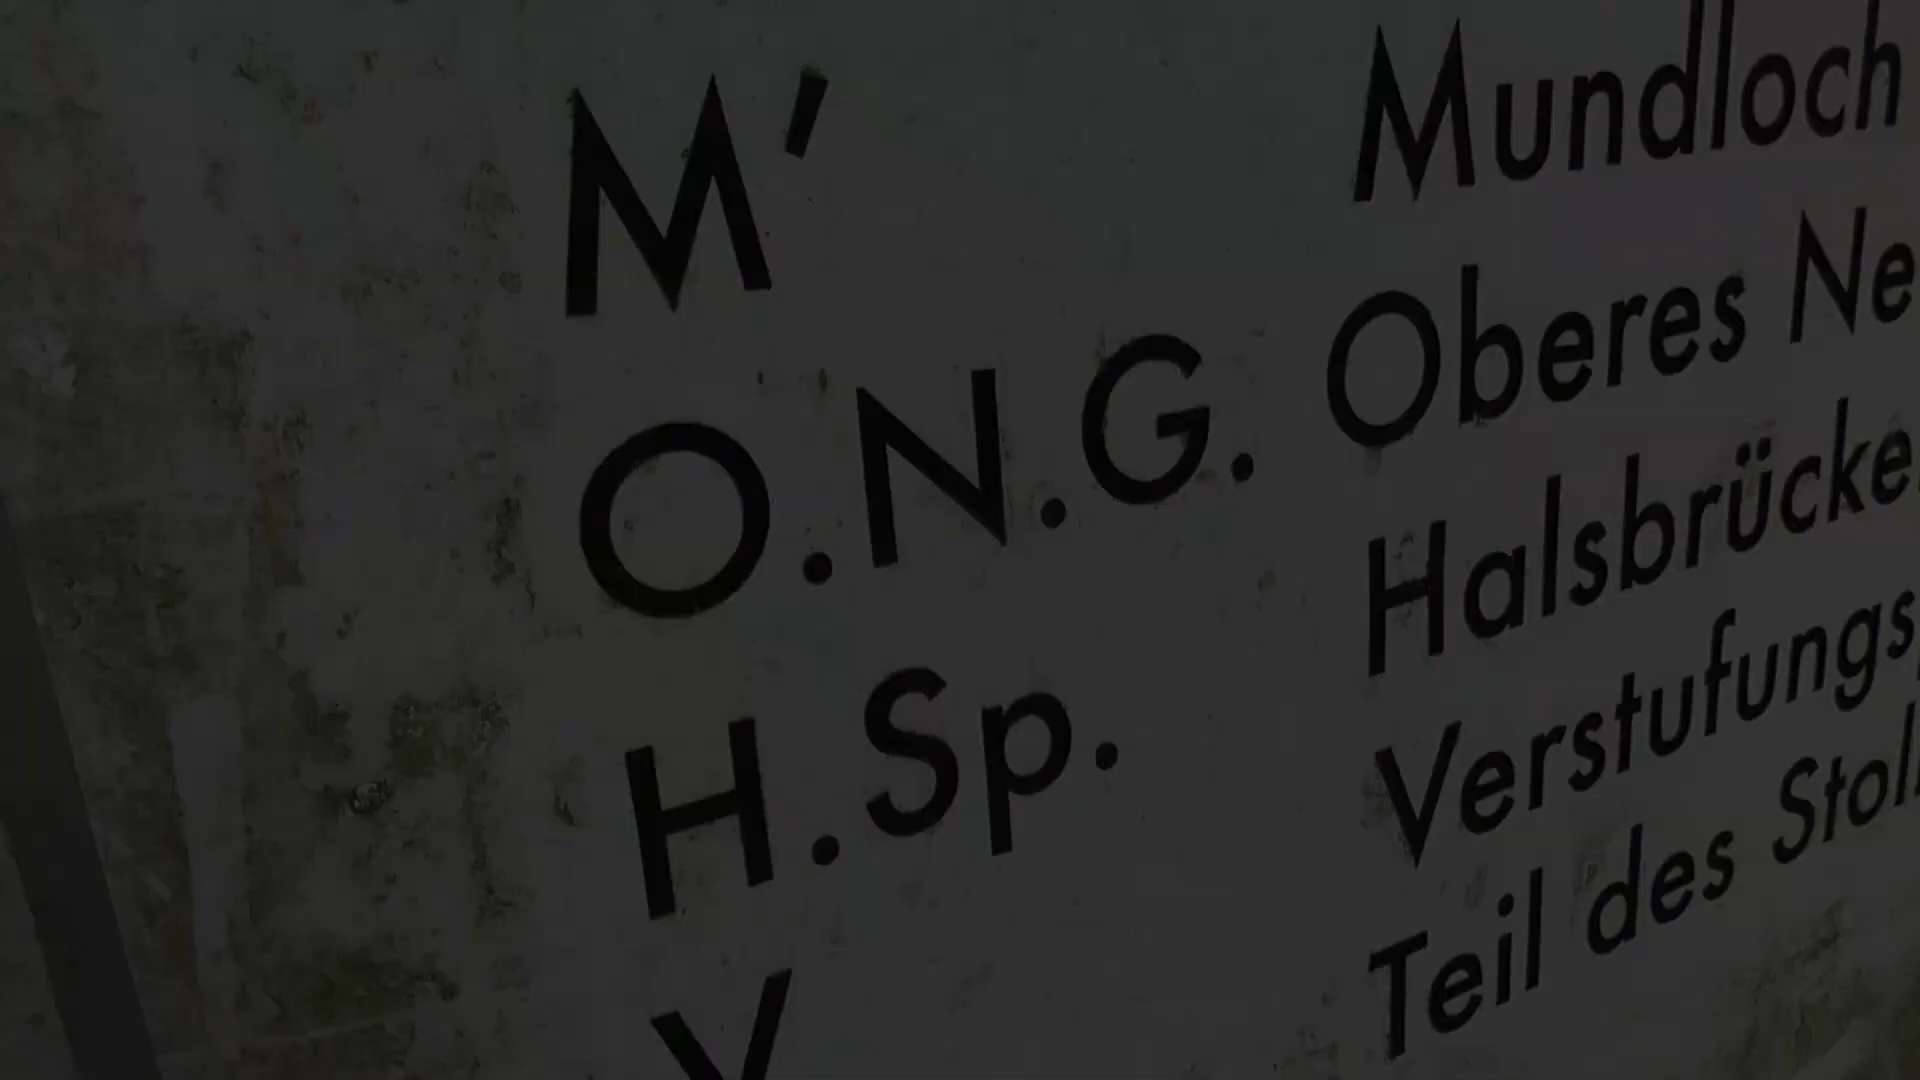 M' Mundloch
O.N.G. Oberes Ne
H.Sp. Halsbrücke
V Verstufungs
Teil des Stoll